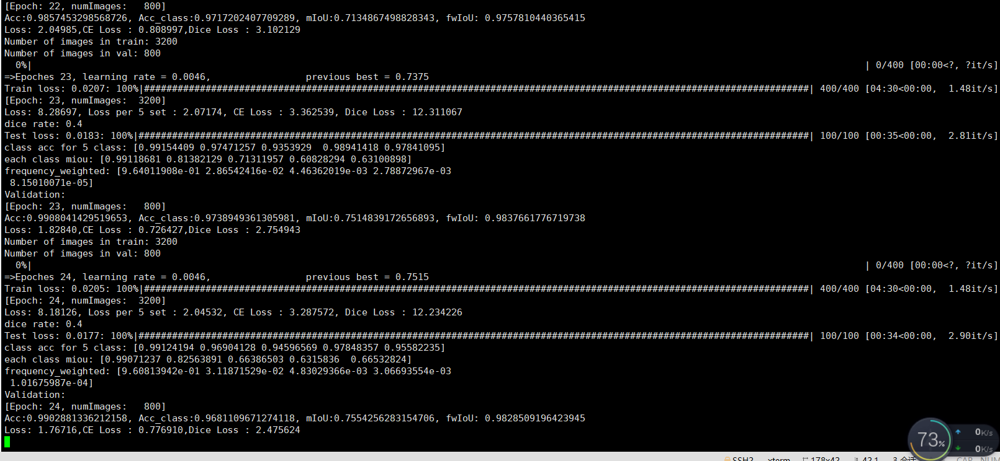 [Epoch: 22, numImages:   800]
Acc:0.9857453298568726, Acc_class:0.9717202407709289, mIoU:0.7134867498828343, fwIoU: 0.9757810440365415
Loss: 2.04985,CE Loss : 0.808997,Dice Loss : 3.102129
Number of images in train: 3200
Number of images in val: 800
  0%|          | 0/400 [00:00<?, ?it/s]
=>Epoches 23, learning rate = 0.0046,                 previous best = 0.7375
Train loss: 0.0207: 100%|##########| 400/400 [04:30<00:00,  1.48it/s]
[Epoch: 23, numImages:  3200]
Loss: 8.28697, Loss per 5 set : 2.07174, CE Loss : 3.362539, Dice Loss : 12.311067
dice rate: 0.4
Test loss: 0.0183: 100%|##########| 100/100 [00:35<00:00,  2.81it/s]
class acc for 5 class: [0.99154409 0.97471257 0.9353929  0.98941418 0.97841095]
each class miou: [0.99118681 0.81382129 0.71311957 0.60828294 0.63100898]
frequency_weighted: [9.64011908e-01 2.86542416e-02 4.46362019e-03 2.78872967e-03
 8.15010071e-05]
Validation:
[Epoch: 23, numImages:   800]
Acc:0.9908041429519653, Acc_class:0.9738949361305981, mIoU:0.7514839172656893, fwIoU: 0.9837661776719738
Loss: 1.82840,CE Loss : 0.726427,Dice Loss : 2.754943
Number of images in train: 3200
Number of images in val: 800
  0%|          | 0/400 [00:00<?, ?it/s]
=>Epoches 24, learning rate = 0.0046,                 previous best = 0.7515
Train loss: 0.0205: 100%|##########| 400/400 [04:30<00:00,  1.48it/s]
[Epoch: 24, numImages:  3200]
Loss: 8.18126, Loss per 5 set : 2.04532, CE Loss : 3.287572, Dice Loss : 12.234226
dice rate: 0.4
Test loss: 0.0177: 100%|##########| 100/100 [00:34<00:00,  2.90it/s]
class acc for 5 class: [0.99124194 0.96904128 0.94596569 0.97848357 0.95582235]
each class miou: [0.99071237 0.82563891 0.66386503 0.6315836  0.66532824]
frequency_weighted: [9.60813942e-01 3.11871529e-02 4.83029366e-03 3.06693554e-03
 1.01675987e-04]
Validation:
[Epoch: 24, numImages:   800]
Acc:0.9902881336212158, Acc_class:0.9681109671274118, mIoU:0.7554256283154706, fwIoU: 0.9828509196423945
Loss: 1.76716,CE Loss : 0.776910,Dice Loss : 2.475624
73%
0K/s
0K/s
SSH2 xterm 178x42 42,1 3 会话 CAP NUM